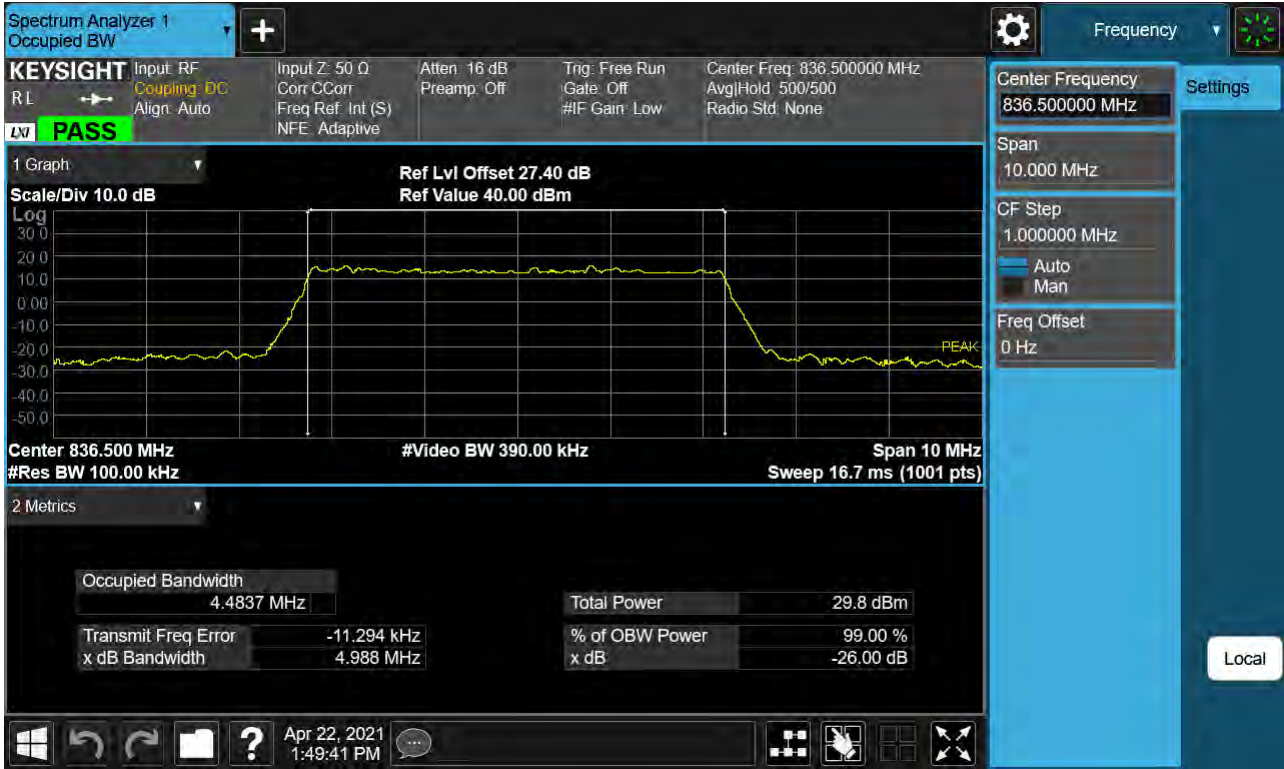 Spectrum Analyzer 1
Occupied BW
Frequency
KEYSIGHT
RL
LXI
PASS
Input: RF
Coupling: DC
Align: Auto
Input Z: 50 Ω
Corr CCorr
Freq Ref: Int (S)
NFE: Adaptive
Atten: 16 dB
Preamp: Off
Trig: Free Run
Gate: Off
#IF Gain: Low
Center Freq: 836.500000 MHz
Avg|Hold: 500/500
Radio Std: None
1 Graph
Scale/Div 10.0 dB
Ref Lvl Offset 27.40 dB
Ref Value 40.00 dBm
Log
30.0
20.0
10.0
0.00
-10.0
-20.0
-30.0
-40.0
-50.0
PEAK
Center 836.500 MHz
#Video BW 390.00 kHz
Span 10 MHz
#Res BW 100.00 kHz
Sweep 16.7 ms (1001 pts)
2 Metrics
Occupied Bandwidth
4.4837 MHz
Total Power 29.8 dBm
Transmit Freq Error -11.294 kHz
% of OBW Power 99.00 %
x dB Bandwidth 4.988 MHz
x dB -26.00 dB
Center Frequency
836.500000 MHz
Span
10.000 MHz
CF Step
1.000000 MHz
Auto
Man
Freq Offset
0 Hz
Settings
Local
?
Apr 22, 2021
1:49:41 PM